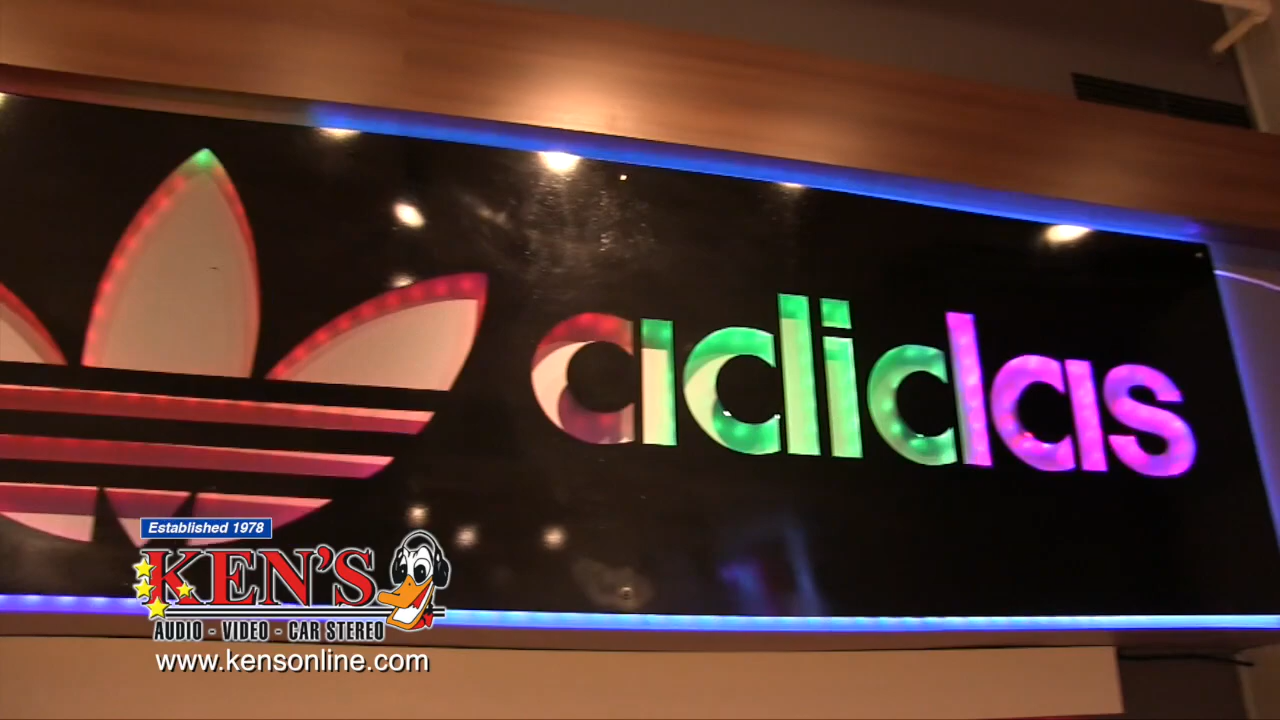 adidas
Established 1978
KEN'S
AUDIO - VIDEO - CAR STEREO
www.kensonline.com